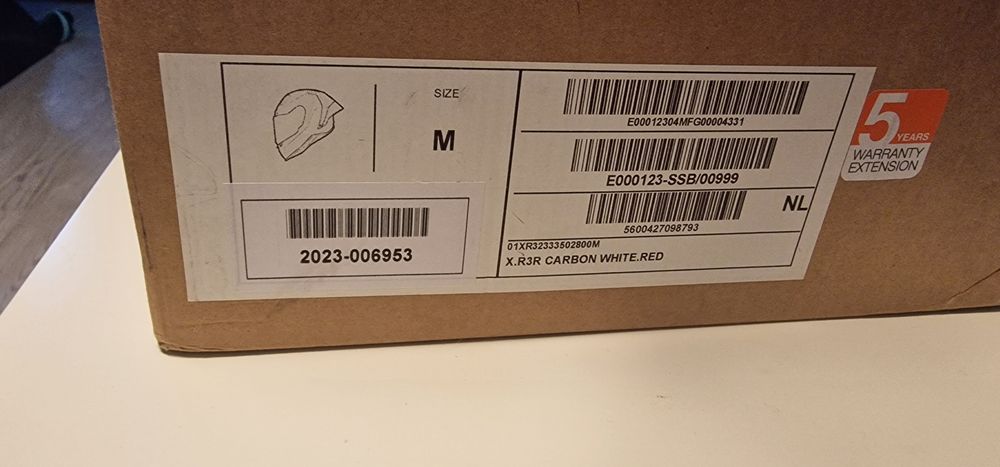 SIZE
M
2023-006953
E00012304MFG00004331
E000123-SSB/00999
NL
5600427098793
01XR32333502800M
X.R3R CARBON WHITE.RED
5 YEARS
WARRANTY
EXTENSION